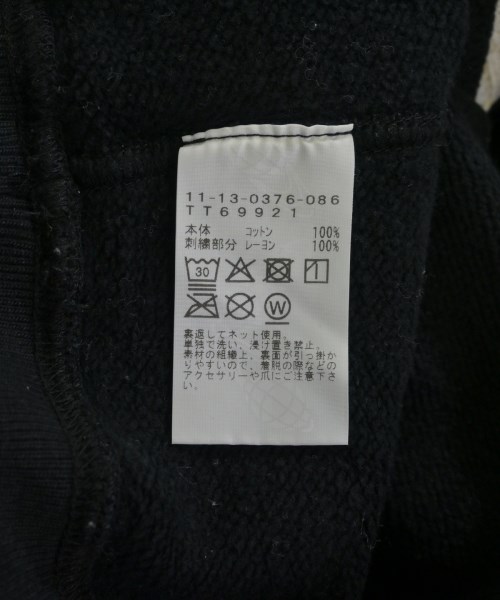 11-13-0376-086
TT69921
本体 コットン 100%
刺繍部分 レーヨン 100%
30
W
裏返してネット使用。
単独で洗い、浸け置き禁止。
素材の組織上、裏面が引っ掛か
りやすいので、着脱の際などの
アクセサリーや爪にご注意下さ
い。